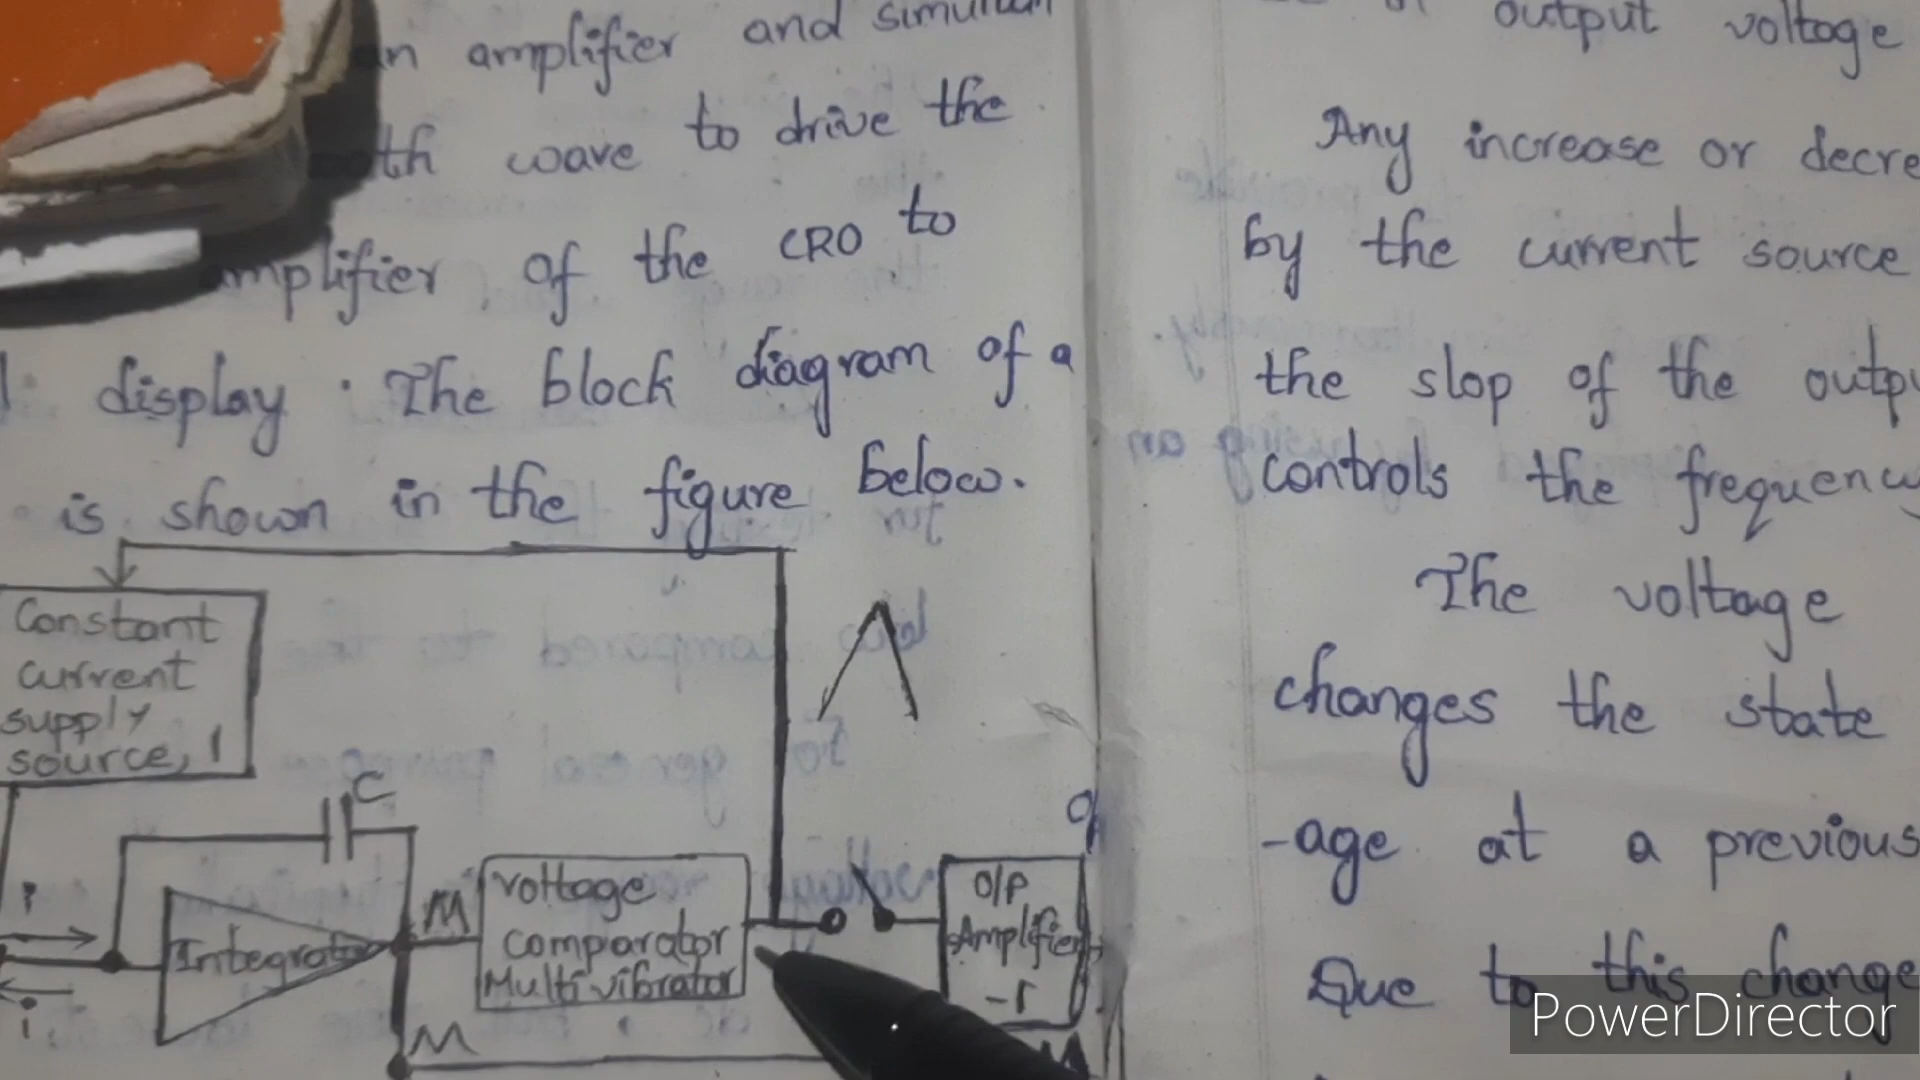 an amplifier and
wave to drive the
amplifier of the CRO to
display. The block diagram of a
is shown in the figure below.
Constant
current
supply
source, I
C
Integrator
M
Voltage
comparator
Multivibrator
O/P
Amplifier
-I
i
M
output voltage
Any increase or decre
by the current source
the slop of the outpu
controls the frequency
The voltage
changes the state
-age at a previous
Due to this change
PowerDirector